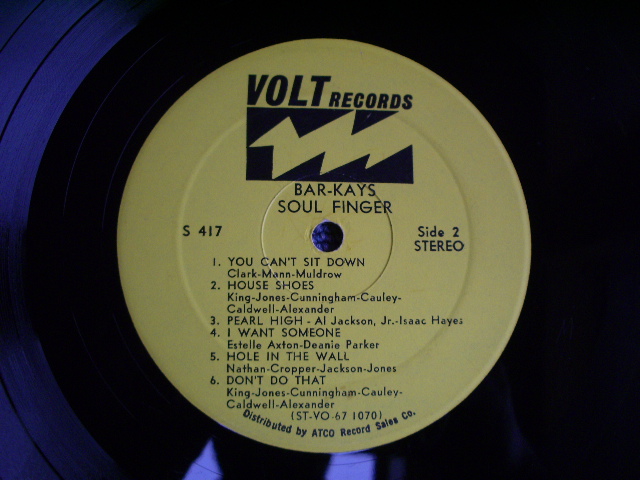 VOLT RECORDS
BAR-KAYS
SOUL FINGER
S 417
Side 2
STEREO
1. YOU CAN'T SIT DOWN
Clark-Mann-Muldrow
2. HOUSE SHOES
King-Jones-Cunningham-Cauley-
Caldwell-Alexander
3. PEARL HIGH - Al Jackson, Jr.-Isaac Hayes
4. I WANT SOMEONE
Estelle Axton-Deanie Parker
5. HOLE IN THE WALL
Nathan-Cropper-Jackson-Jones
6. DON'T DO THAT
King-Jones-Cunningham-Cauley-
Caldwell-Alexander
(ST-VO-67 1070)
Distributed by ATCO Record Sales Co.